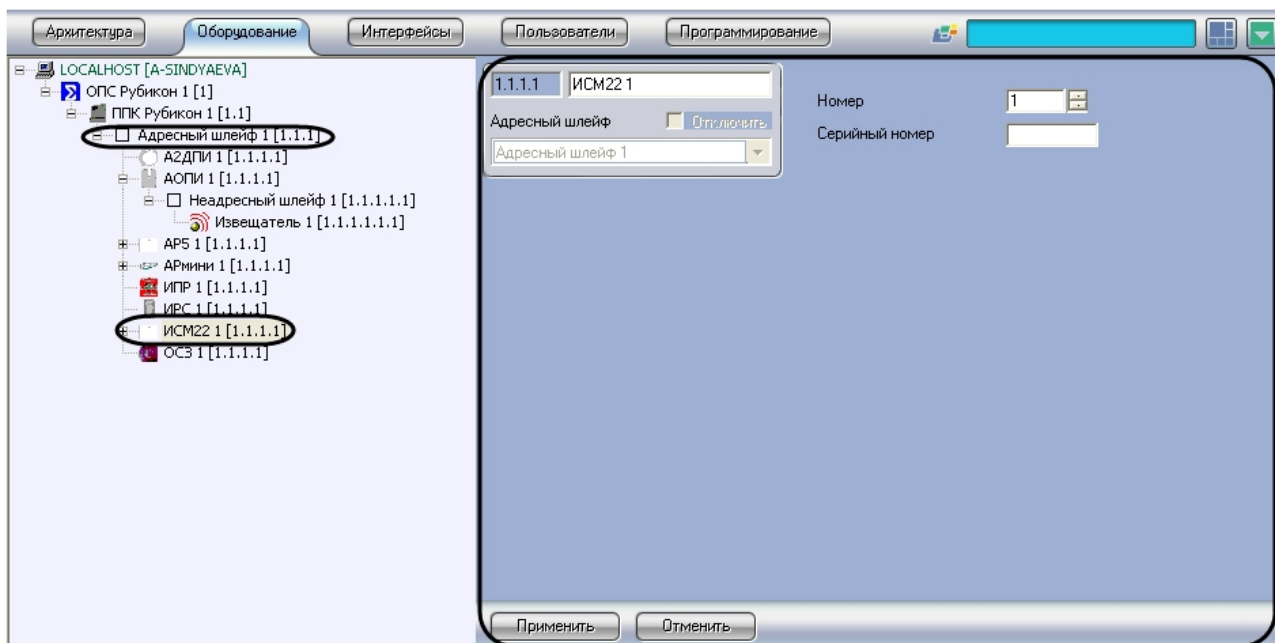 Архитектура Оборудование Интерфейсы Пользователи Программирование
LOCALHOST [A-SINDYAEVA]
ОПС Рубикон 1 [1]
ППК Рубикон 1 [1.1]
Адресный шлейф 1 [1.1.1]
А2ДПИ 1 [1.1.1.1]
АОПИ 1 [1.1.1.1]
Неадресный шлейф 1 [1.1.1.1.1]
Извещатель 1 [1.1.1.1.1.1]
АР5 1 [1.1.1.1]
АРмини 1 [1.1.1.1]
ИПР 1 [1.1.1.1]
ИРС 1 [1.1.1.1]
ИСМ22 1 [1.1.1.1]
ОСЗ 1 [1.1.1.1]
1.1.1.1 ИСМ22 1
Адресный шлейф Отключить
Адресный шлейф 1
Номер 1
Серийный номер
Применить Отменить